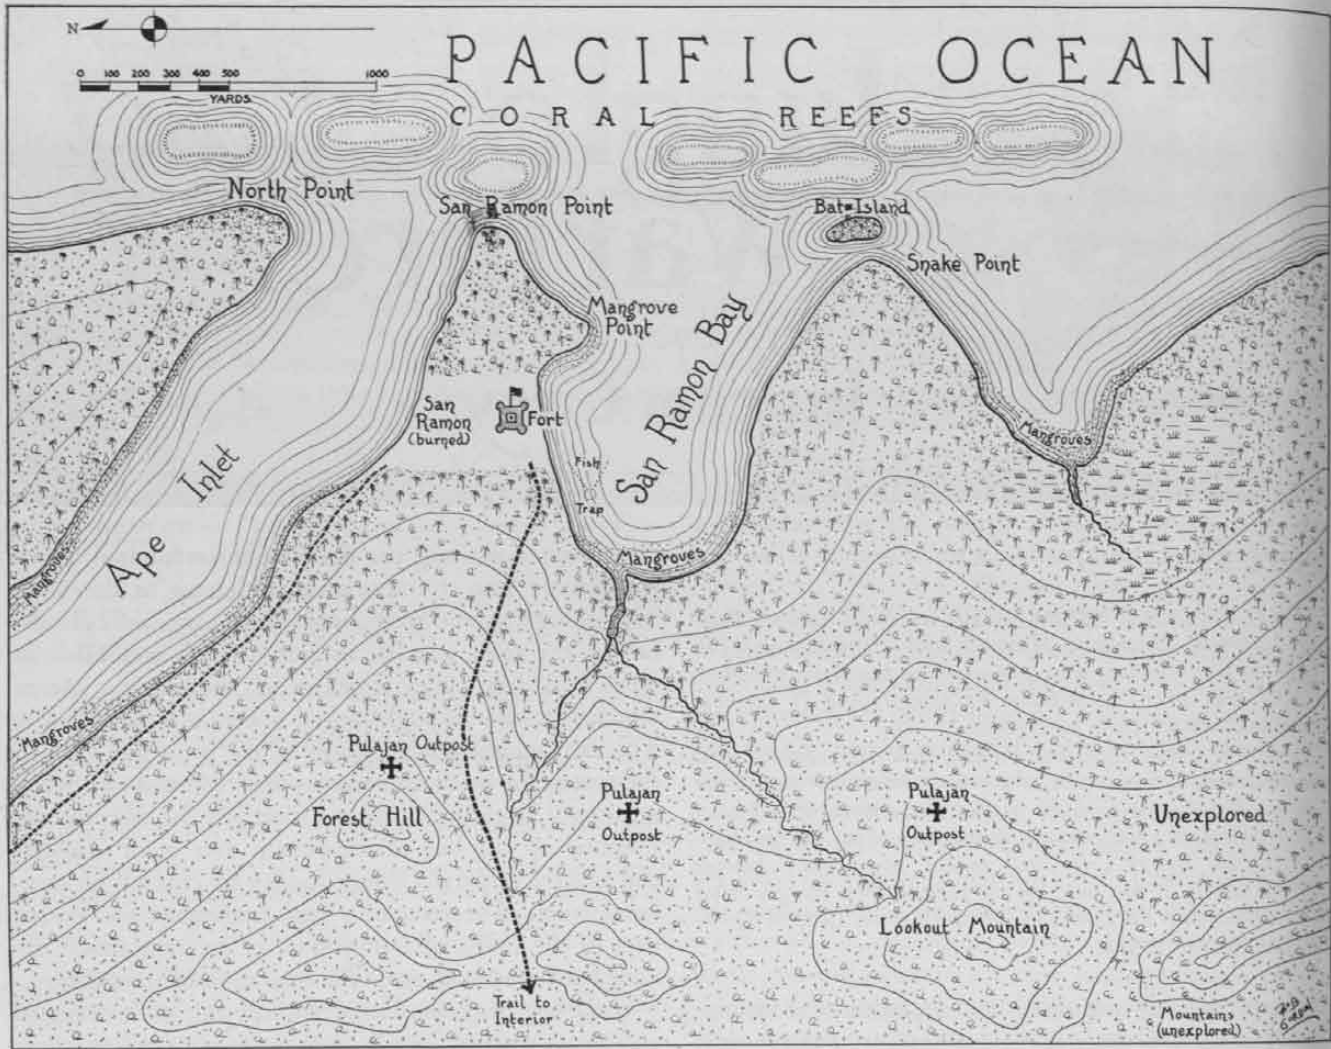 N
0 100 200 300 400 500 1000
YARDS
PACIFIC OCEAN
CORAL REEFS
North Point
San Ramon Point
Bat Island
Snake Point
Mangrove
Point
San Ramon Bay
San
Ramon
(burned)
Fort
Mangroves
Fish
Trap
Ape Inlet
Mangroves
Mangroves
Mangroves
Pulajan Outpost
Forest Hill
Pulajan
Outpost
Pulajan
Outpost
Unexplored
Lookout Mountain
Trail to
Interior
Mountains
(unexplored)